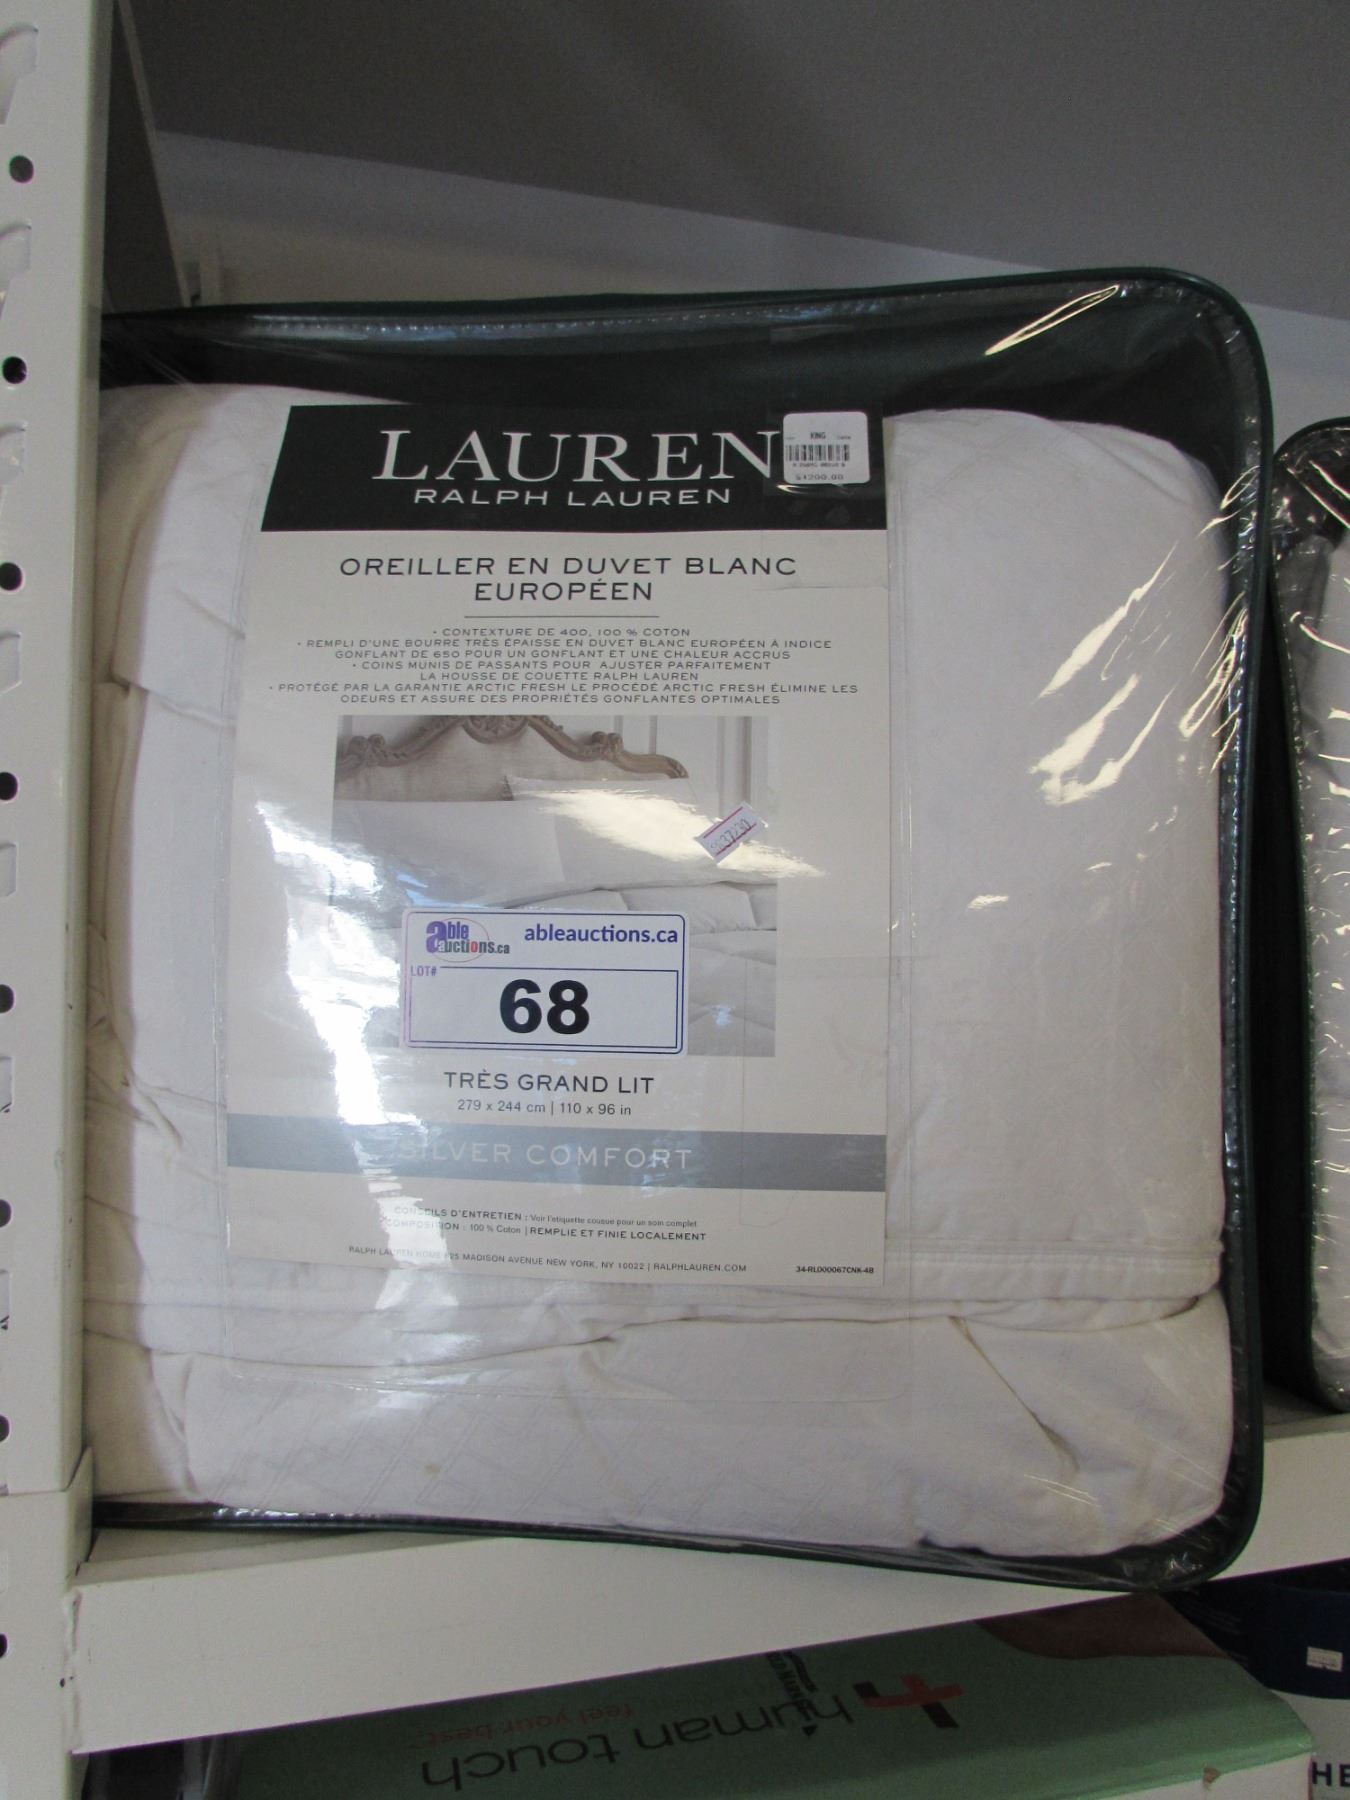 LAUREN
RALPH LAUREN
KING
$1200.00
OREILLER EN DUVET BLANC
EUROPÉEN
• CONTEXTURE DE 400, 100 % COTON
• REMPLI D'UNE BOURRE TRÈS ÉPAISSE EN DUVET BLANC EUROPÉEN À INDICE
GONFLANT DE 650 POUR UN GONFLANT ET UNE CHALEUR ACCRUS
• COINS MUNIS DE PASSANTS POUR AJUSTER PARFAITEMENT
LA HOUSSE DE COUETTE RALPH LAUREN
• PROTÉGÉ PAR LA GARANTIE ARCTIC FRESH LE PROCÉDÉ ARCTIC FRESH ÉLIMINE LES
ODEURS ET ASSURE DES PROPRIÉTÉS GONFLANTES OPTIMALES
able auctions.ca
ableauctions.ca
LOT#
68
TRÈS GRAND LIT
279 x 244 cm | 110 x 96 in
SILVER COMFORT
CONSEILS D'ENTRETIEN : Voir l'étiquette cousue pour un soin complet
COMPOSITION : 100 % Coton | REMPLIE ET FINIE LOCALEMENT
RALPH LAUREN HOME 625 MADISON AVENUE NEW YORK, NY 10022 | RALPHLAUREN.COM
34-RLD00067CNK-48
human touch
feel your best
HE